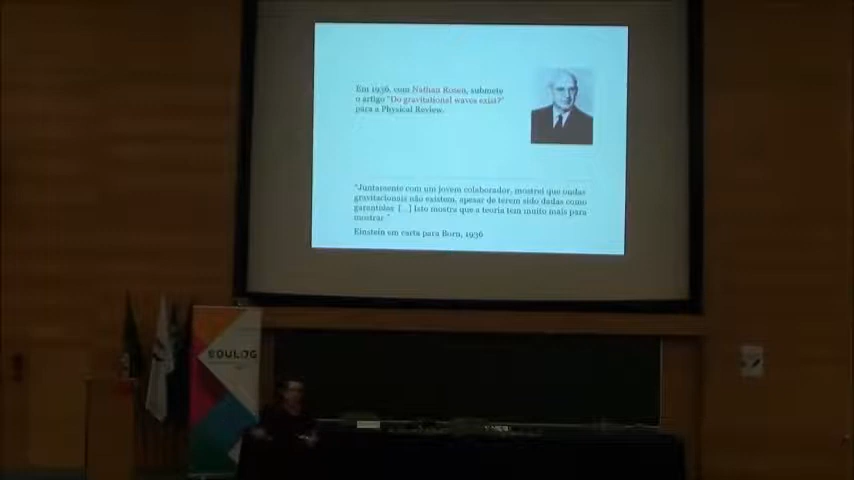 Em 1936, com Nathan Rosen, submete
o artigo "Do gravitational waves exist?"
para a Physical Review.
"Juntamente com um jovem colaborador, mostrei que ondas
gravitacionais não existem, apesar de terem sido dadas como
garantidas. [...] Isto mostra que a teoria tem muito mais para
mostrar."
Einstein em carta para Born, 1936
EDULOG